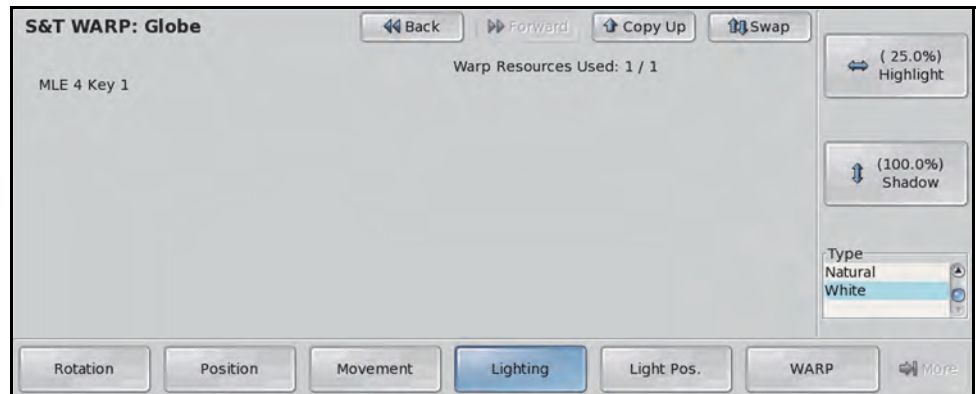 S&T WARP: Globe
Back
Forward
Copy Up
Swap
Warp Resources Used: 1 / 1
MLE 4 Key 1
( 25.0%)
Highlight
(100.0%)
Shadow
Type
Natural
White
Rotation
Position
Movement
Lighting
Light Pos.
WARP
More